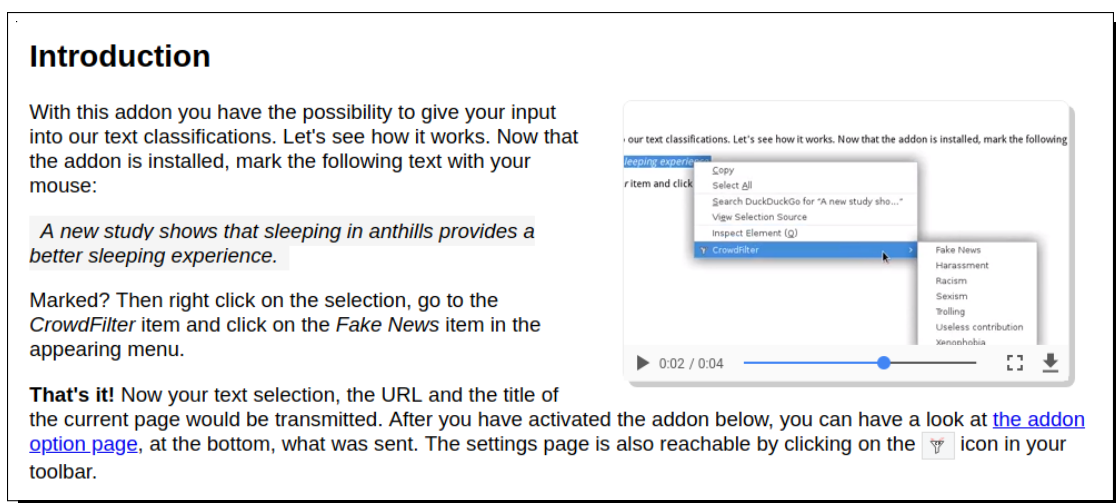 Introduction
With this addon you have the possibility to give your input
into our text classifications. Let's see how it works. Now that
the addon is installed, mark the following text with your
mouse:
A new study shows that sleeping in anthills provides a
better sleeping experience.
Marked? Then right click on the selection, go to the
CrowdFilter item and click on the Fake News item in the
appearing menu.
That's it! Now your text selection, the URL and the title of
the current page would be transmitted. After you have activated the addon below, you can have a look at the addon
option page, at the bottom, what was sent. The settings page is also reachable by clicking on the icon in your
toolbar.
our text classifications. Let's see how it works. Now that the addon is installed, mark the following
leeping experience.
r item and click
Copy
Select All
Search DuckDuckGo for "A new study sho..."
View Selection Source
Inspect Element (Q)
CrowdFilter
Fake News
Harassment
Racism
Sexism
Trolling
Useless contribution
Xenophobia
0:02 / 0:04